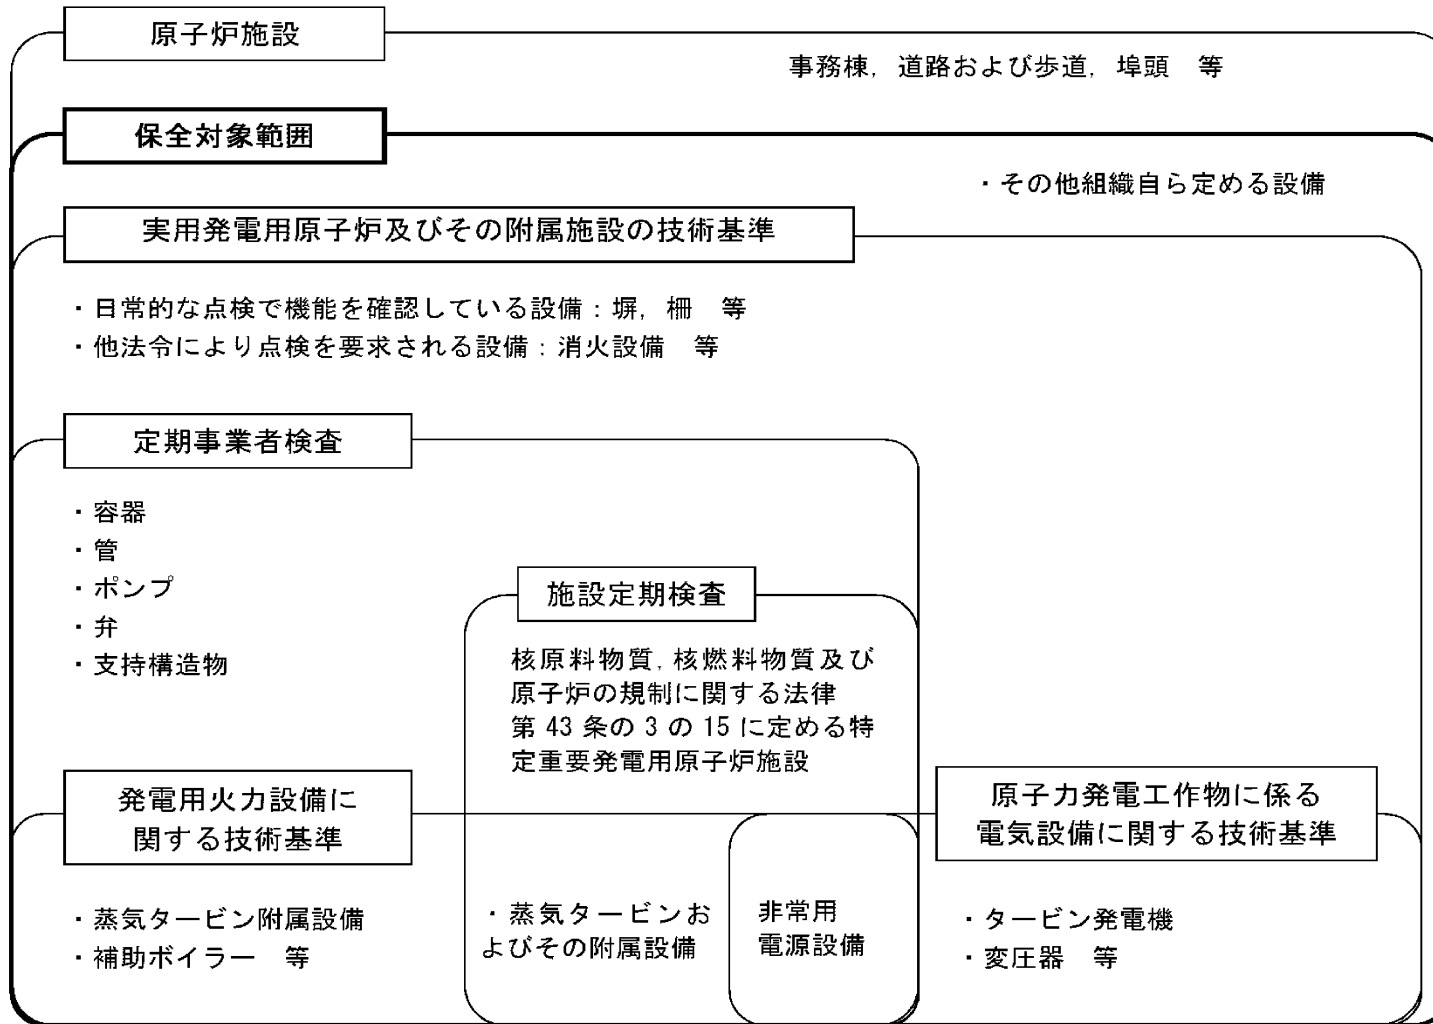 原子炉施設
事務棟，道路および歩道，埠頭　等
保全対象範囲
・その他組織自ら定める設備
実用発電用原子炉及びその附属施設の技術基準
・日常的な点検で機能を確認している設備：塀，柵　等
・他法令により点検を要求される設備：消火設備　等
定期事業者検査
・容器
・管
・ポンプ
・弁
・支持構造物
施設定期検査
核原料物質，核燃料物質及び
原子炉の規制に関する法律
第 43 条の 3 の 15 に定める特
定重要発電用原子炉施設
発電用火力設備に
関する技術基準
・蒸気タービン附属設備
・補助ボイラー　等
・蒸気タービンお
よびその附属設備
非常用
電源設備
原子力発電工作物に係る
電気設備に関する技術基準
・タービン発電機
・変圧器　等